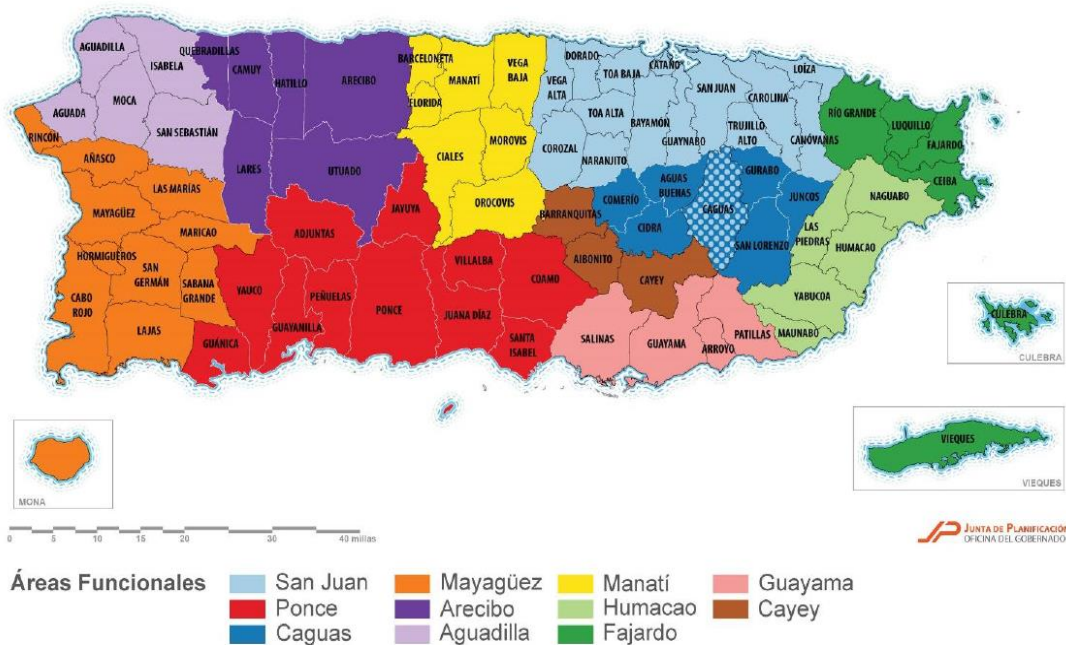 AGUADILLA
ISABELA
QUEBRADILLAS
CAMUY
HATILLO
ARECIBO
BARCELONETA
MANATÍ
VEGA
BAJA
FLORIDA
VEGA
ALTA
DORADO
TOA BAJA
CATAÑO
SAN JUAN
LOÍZA
CAROLINA
AGUADA
MOCA
SAN SEBASTIÁN
TOA ALTA
BAYAMÓN
GUAYNABO
TRUJILLO
ALTO
CANÓVANAS
RÍO GRANDE
LUQUILLO
FAJARDO
CEIBA
RINCÓN
AÑASCO
LAS MARÍAS
LARES
UTUADO
CIALES
MOROVIS
COROZAL
NARANJITO
AGUAS
BUENAS
GURABO
CAGUAS
JUNCOS
NAGUABO
MAYAGÜEZ
MARICAO
ADJUNTAS
JAYUYA
OROCOVIS
BARRANQUITAS
COMERÍO
CIDRA
SAN LORENZO
LAS
PIEDRAS
HUMACAO
HORMIGUEROS
SAN
GERMÁN
SABANA
GRANDE
YAUCO
PEÑUELAS
PONCE
VILLALBA
COAMO
AIBONITO
CAYEY
YABUCOA
CABO
ROJO
LAJAS
GUÁNICA
GUAYANILLA
JUANA DÍAZ
SANTA
ISABEL
SALINAS
GUAYAMA
ARROYO
PATILLAS
MAUNABO
CULEBRA
CULEBRA
VIEQUES
VIEQUES
MONA
0 5 10 15 20 30 40 millas
JP JUNTA DE PLANIFICACIÓN
OFICINA DEL GOBERNADO
Áreas Funcionales
San Juan
Mayagüez
Manatí
Guayama
Ponce
Arecibo
Humacao
Cayey
Caguas
Aguadilla
Fajardo